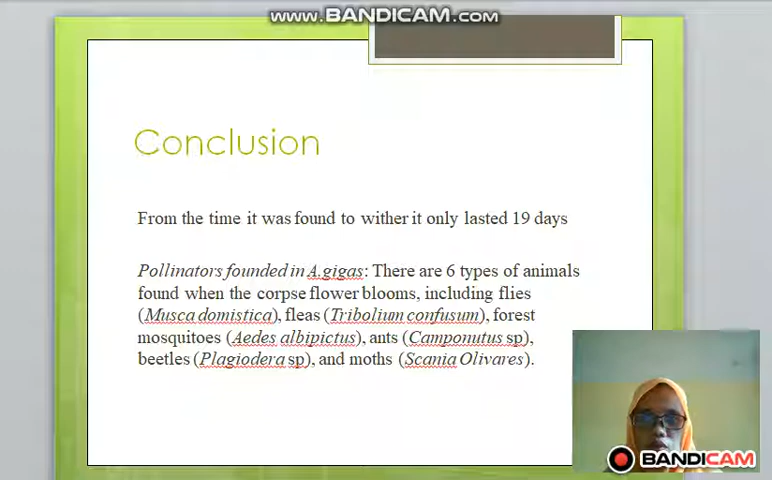 www.BANDICAM.com
Conclusion
From the time it was found to wither it only lasted 19 days
Pollinators founded in A.gigas: There are 6 types of animals
found when the corpse flower blooms, including flies
(Musca domistica), fleas (Tribolium confusum), forest
mosquitoes (Aedes albipictus), ants (Camponutus sp),
beetles (Plagiodera sp), and moths (Scania Olivares).
BANDICAM